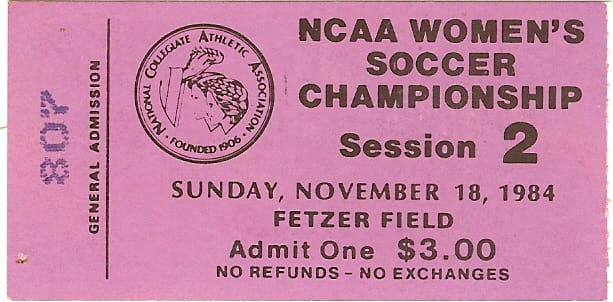 807
GENERAL ADMISSION
NATIONAL COLLEGIATE ATHLETIC ASSOCIATION
· FOUNDED 1906 ·
NCAA WOMEN'S
SOCCER
CHAMPIONSHIP
Session 2
SUNDAY, NOVEMBER 18, 1984
FETZER FIELD
Admit One $3.00
NO REFUNDS - NO EXCHANGES